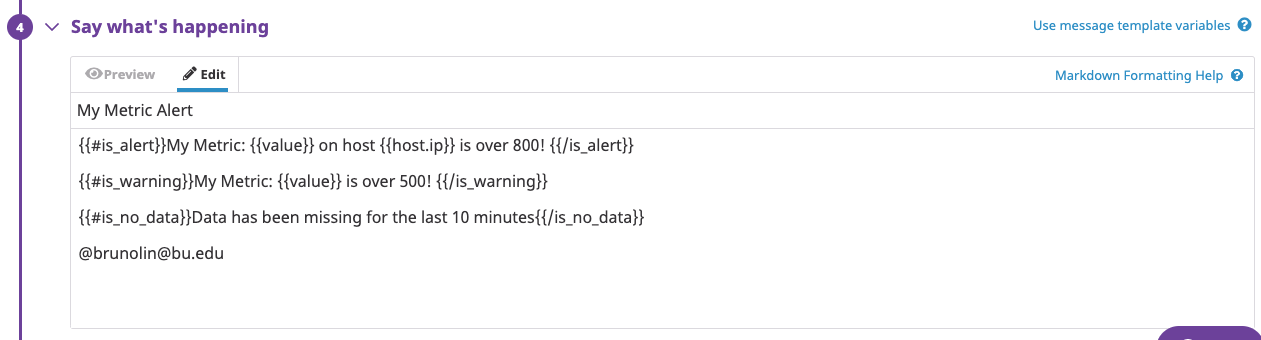 4 Say what's happening Use message template variables ?
Preview Edit Markdown Formatting Help ?
My Metric Alert
{{#is_alert}}My Metric: {{value}} on host {{host.ip}} is over 800! {{/is_alert}}
{{#is_warning}}My Metric: {{value}} is over 500! {{/is_warning}}
{{#is_no_data}}Data has been missing for the last 10 minutes{{/is_no_data}}
@brunolin@bu.edu